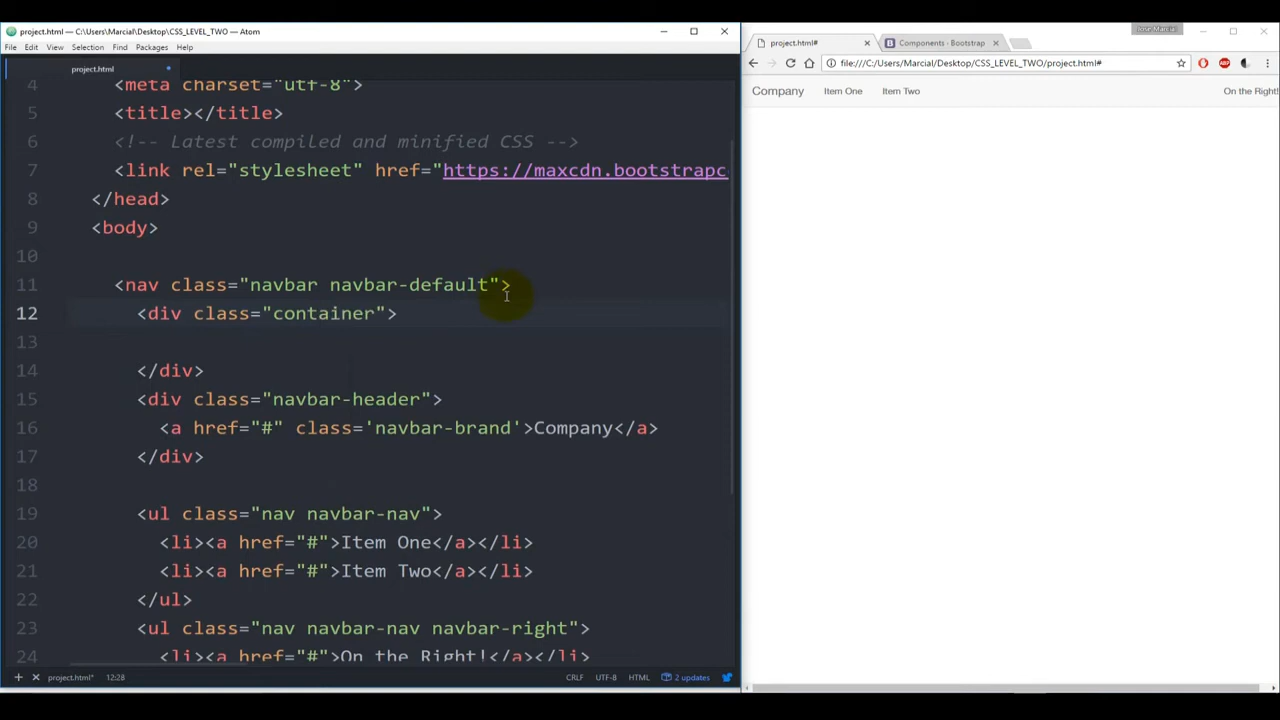 project.html — C:\Users\Marcial\Desktop\CSS_LEVEL_TWO — Atom
File Edit View Selection Find Packages Help
project.html
4 <meta charset="utf-8">
5 <title></title>
6 <!-- Latest compiled and minified CSS -->
7 <link rel="stylesheet" href="https://maxcdn.bootstrapc
8 </head>
9 <body>
10
11 <nav class="navbar navbar-default">
12 <div class="container">
13
14 </div>
15 <div class="navbar-header">
16 <a href="#" class='navbar-brand'>Company</a>
17 </div>
18
19 <ul class="nav navbar-nav">
20 <li><a href="#">Item One</a></li>
21 <li><a href="#">Item Two</a></li>
22 </ul>
23 <ul class="nav navbar-nav navbar-right">
24 <li><a href="#">On the Right!</a></li>
project.html* 12:28 CRLF UTF-8 HTML 2 updates
Jose Marcial
project.html# Components · Bootstrap
file:///C:/Users/Marcial/Desktop/CSS_LEVEL_TWO/project.html#
ABP
Company Item One Item Two On the Right!